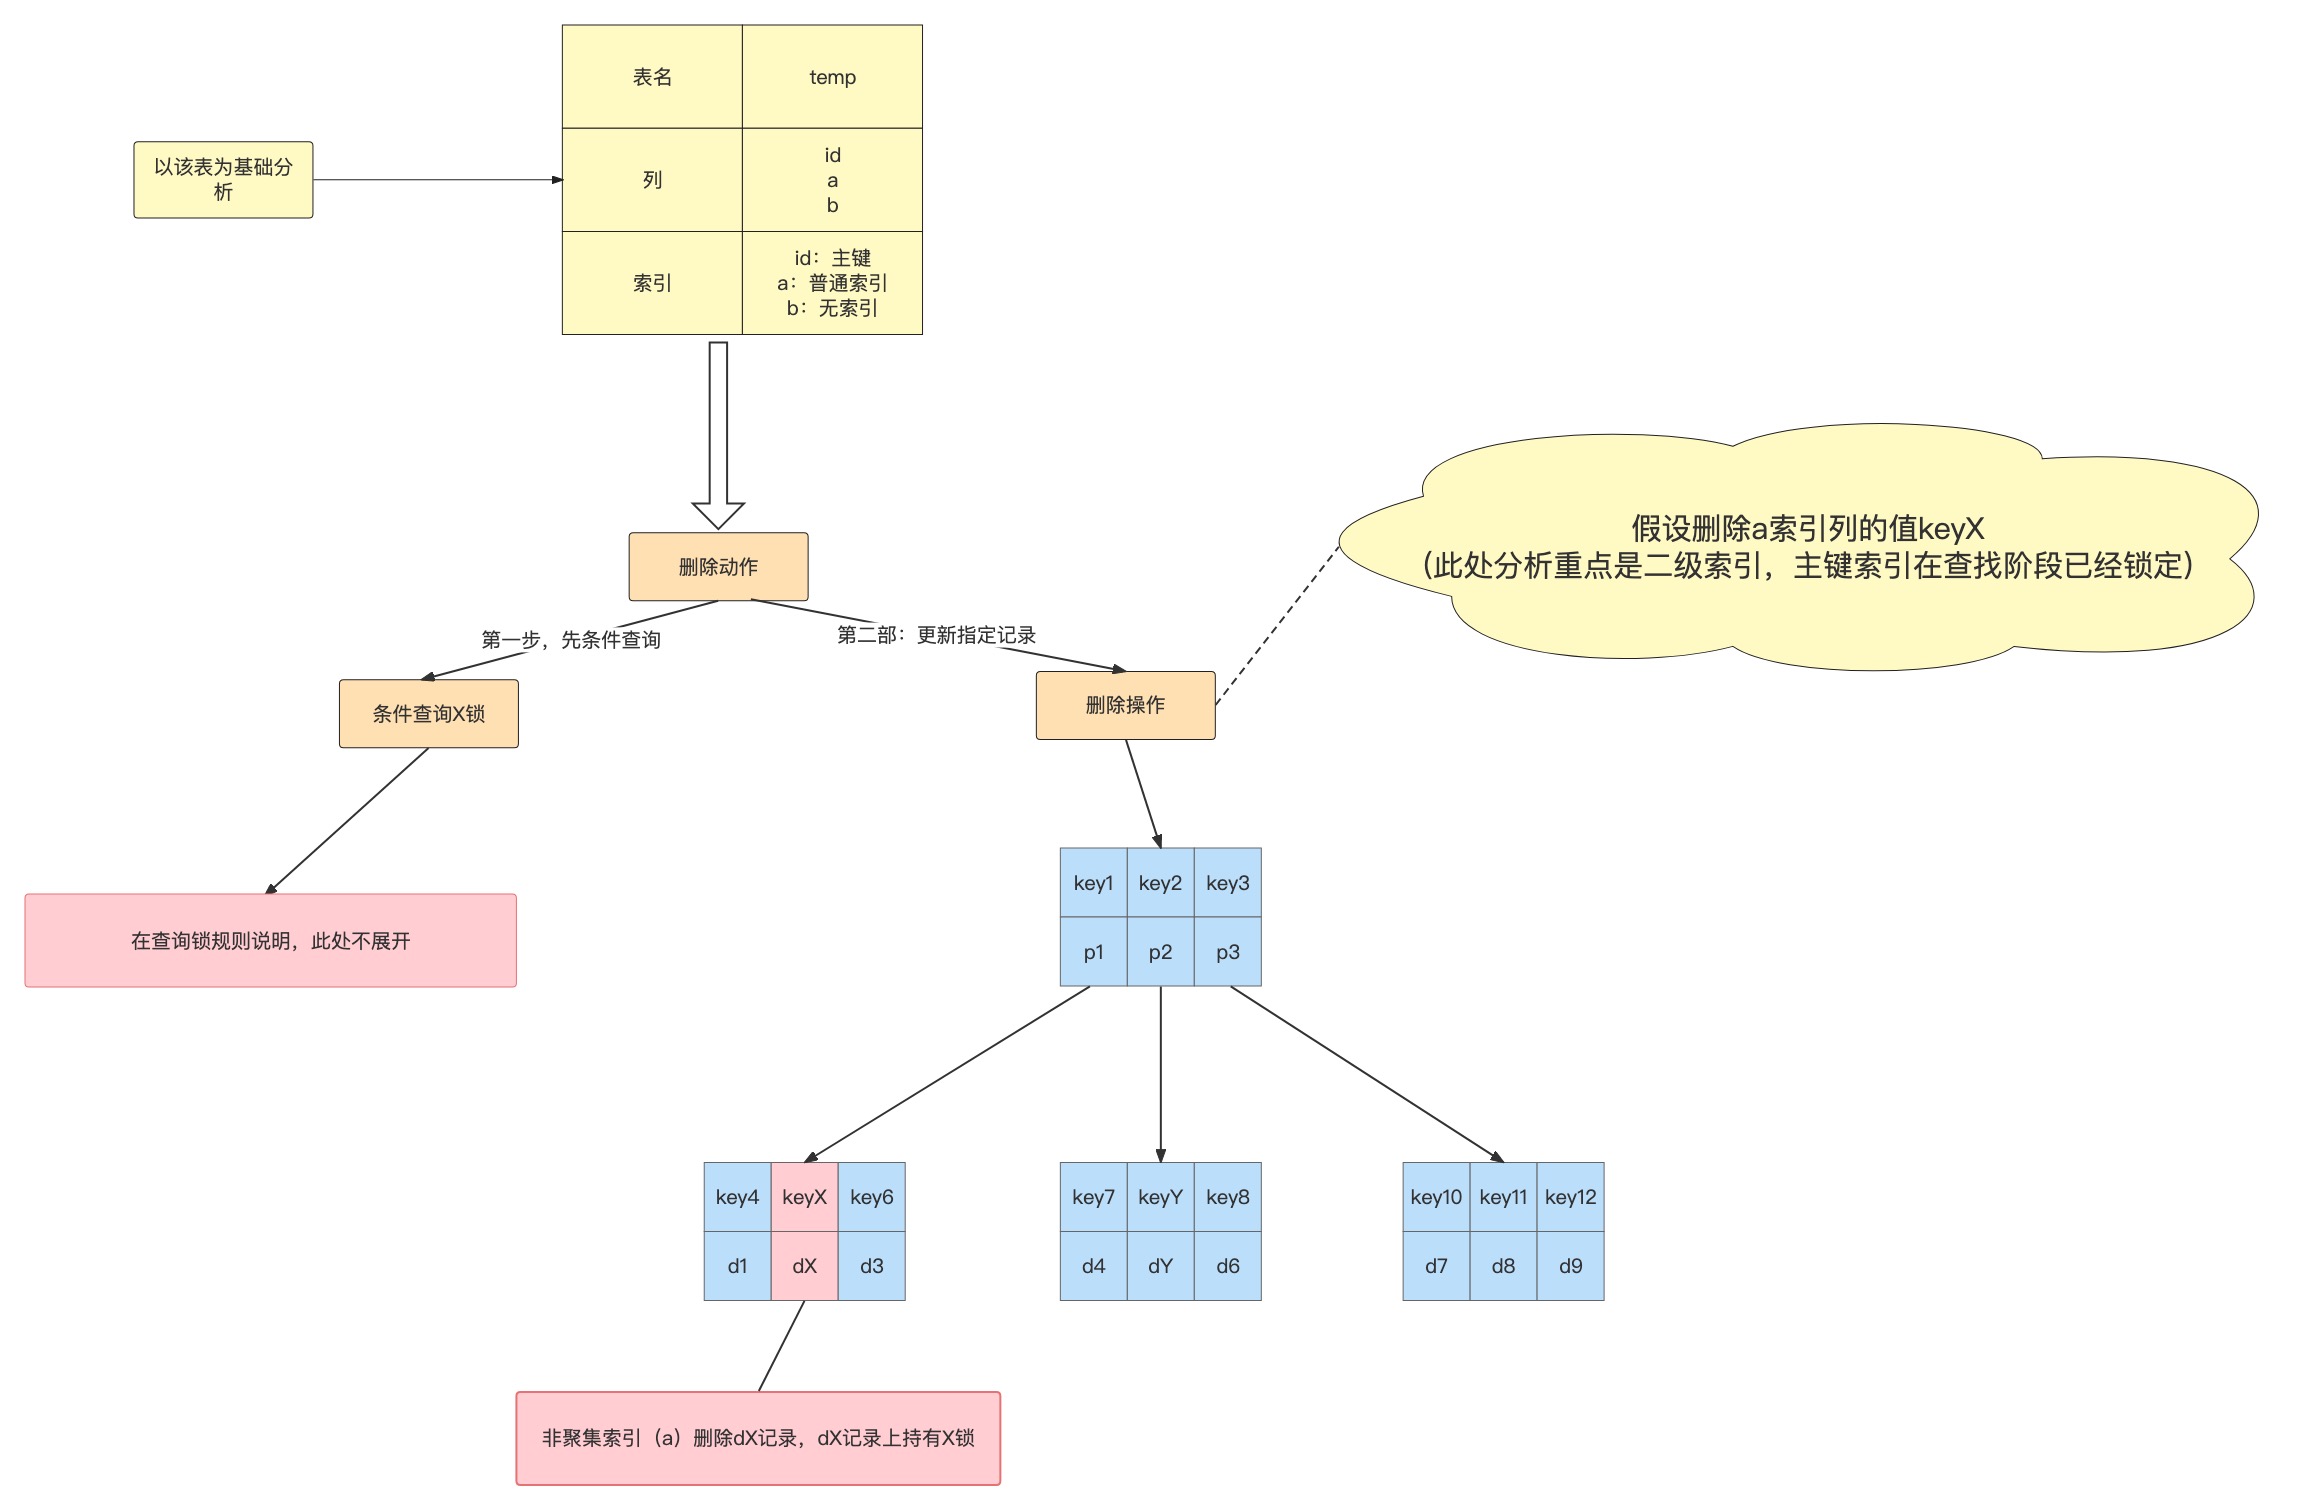 表名
temp
以该表为基础分
析
列
id
a
b
索引
id：主键
a：普通索引
b：无索引
删除动作
假设删除a索引列的值keyX
（此处分析重点是二级索引，主键索引在查找阶段已经锁定）
第一步，先条件查询
第二部：更新指定记录
条件查询X锁
删除操作
在查询锁规则说明，此处不展开
key1 key2 key3
p1 p2 p3
key4 keyX key6
d1 dX d3
key7 keyY key8
d4 dY d6
key10 key11 key12
d7 d8 d9
非聚集索引（a）删除dX记录，dX记录上持有X锁